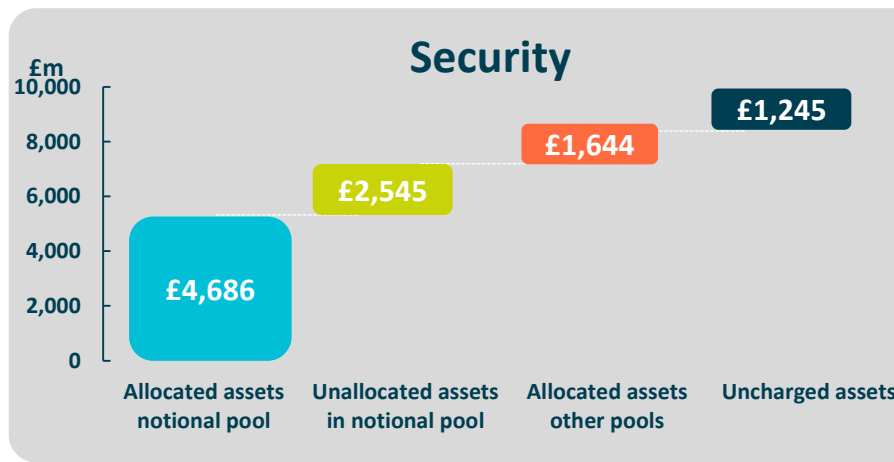 Security
£m
10,000
8,000
6,000
4,000
2,000
0
£4,686
£2,545
£1,644
£1,245
Allocated assets
notional pool
Unallocated assets
in notional pool
Allocated assets
other pools
Uncharged assets